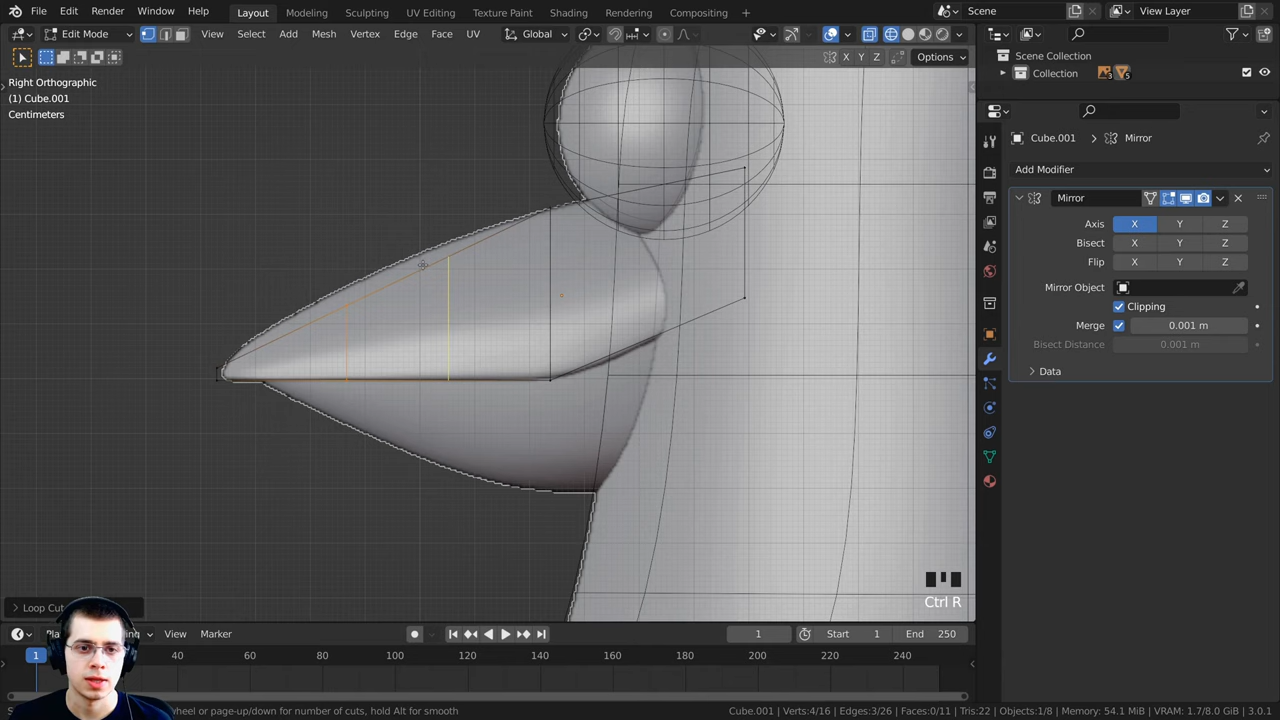 File Edit Render Window Help Layout Modeling Sculpting UV Editing Texture Paint Shading Rendering Compositing + Scene View Layer
Edit Mode View Select Add Mesh Vertex Edge Face UV Global
X Y Z Options
Right Orthographic
(1) Cube.001
Centimeters
Scene Collection
Collection 3 5
Cube.001 > Mirror
Add Modifier
Mirror
Axis X Y Z
Bisect X Y Z
Flip X Y Z
Mirror Object
Clipping
Merge 0.001 m
Bisect Distance 0.001 m
Data
Ctrl R
Loop Cu
View Marker 1 Start 1 End 250
1 40 60 80 100 120 140 160 180 200 220 240
wheel or page-up/down for number of cuts, hold Alt for smooth
Cube.001 | Verts:4/16 | Edges:3/26 | Faces:0/11 | Tris:22 | Objects:1/8 | Memory: 54.1 MiB | VRAM: 1.7/8.0 GiB | 3.0.1